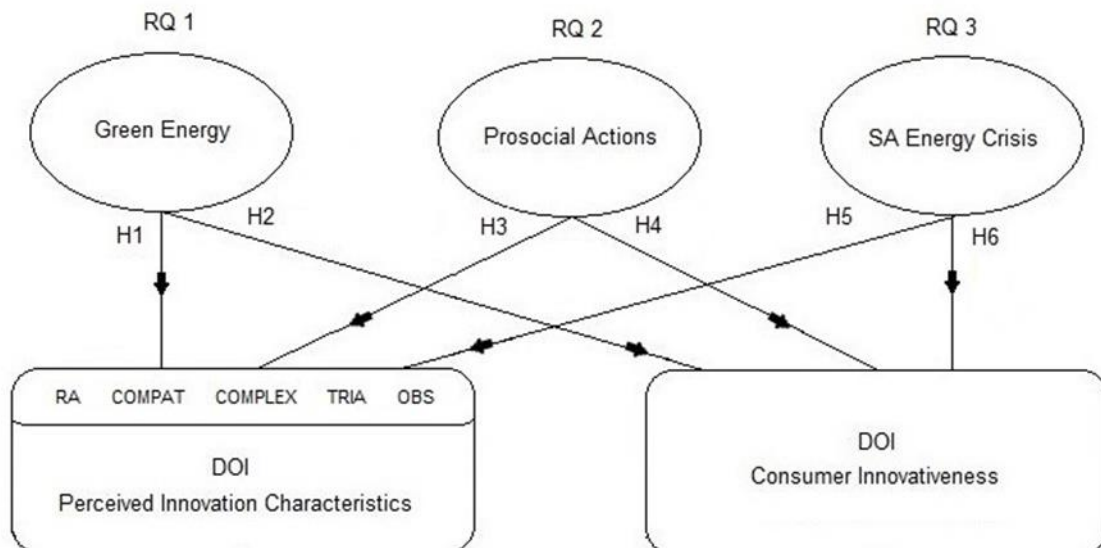 RQ 1
RQ 2
RQ 3
Green Energy
Prosocial Actions
SA Energy Crisis
H1
H2
H3
H4
H5
H6
RA COMPAT COMPLEX TRIA OBS
DOI
Perceived Innovation Characteristics
DOI
Consumer Innovativeness